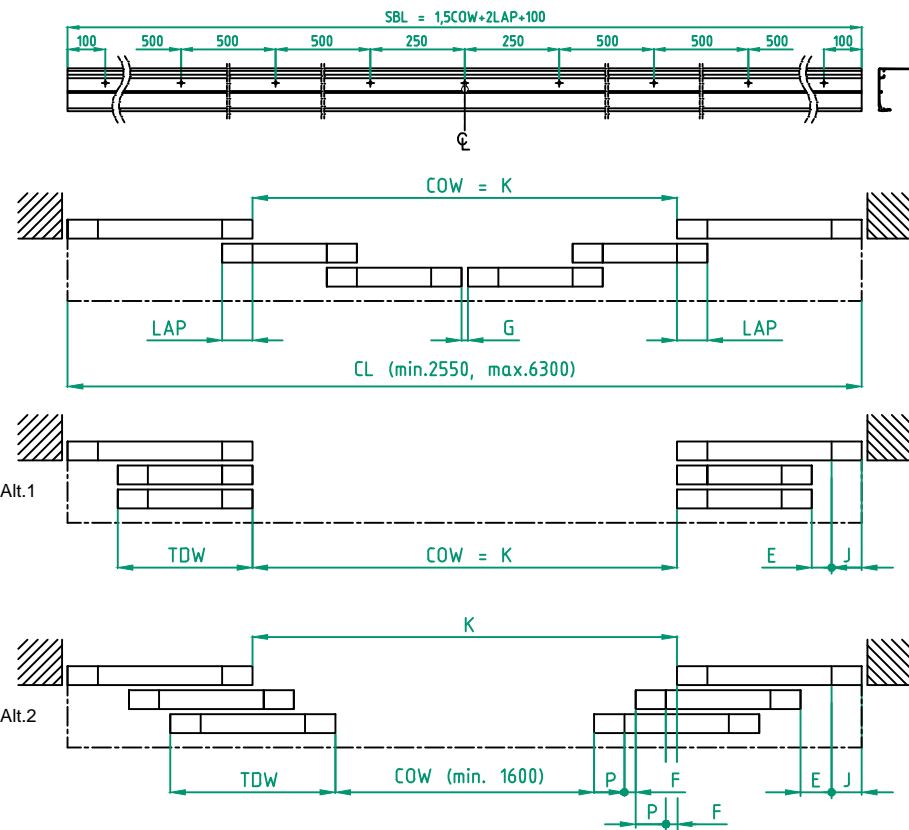 SBL = 1,5COW+2LAP+100
100 500 500 500 250 250 500 500 500 100
℄
COW = K
LAP G LAP
CL (min.2550, max.6300)
Alt.1
TDW COW = K E J
K
Alt.2
TDW COW (min. 1600) P F E J
P F